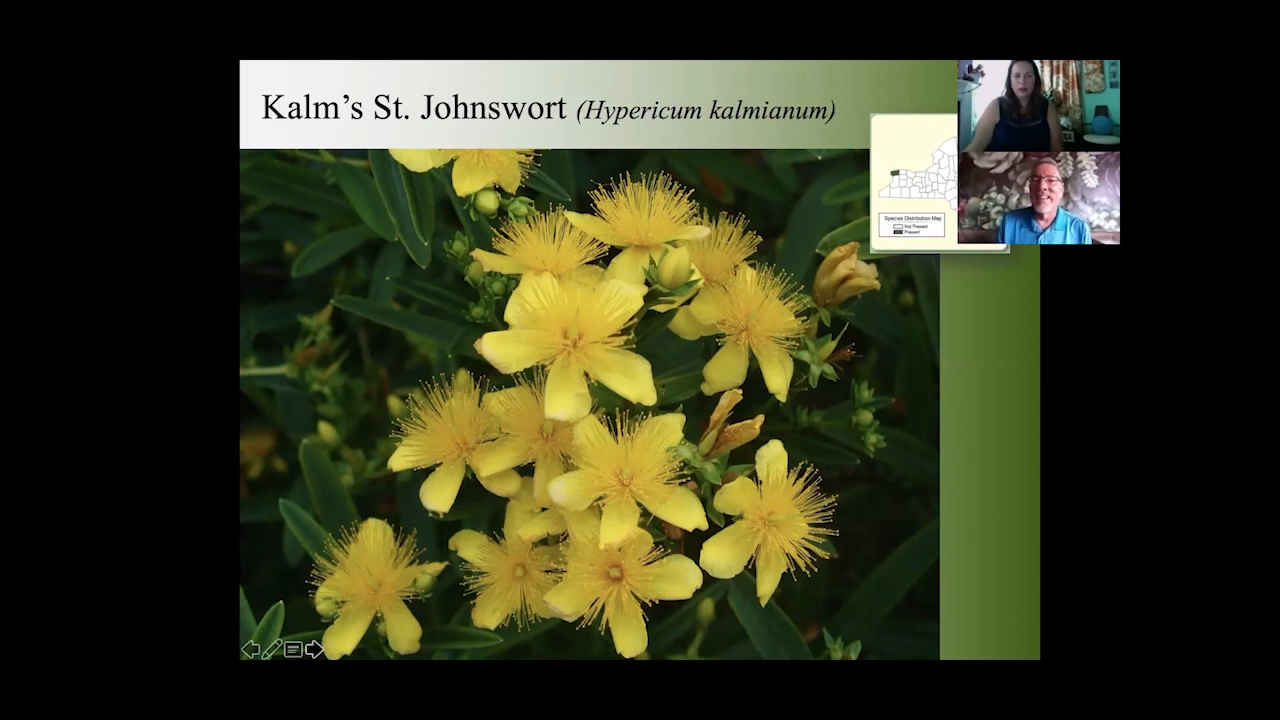 Kalm’s St. Johnswort (Hypericum kalmianum)
Species Distribution Map
Not Present
Present